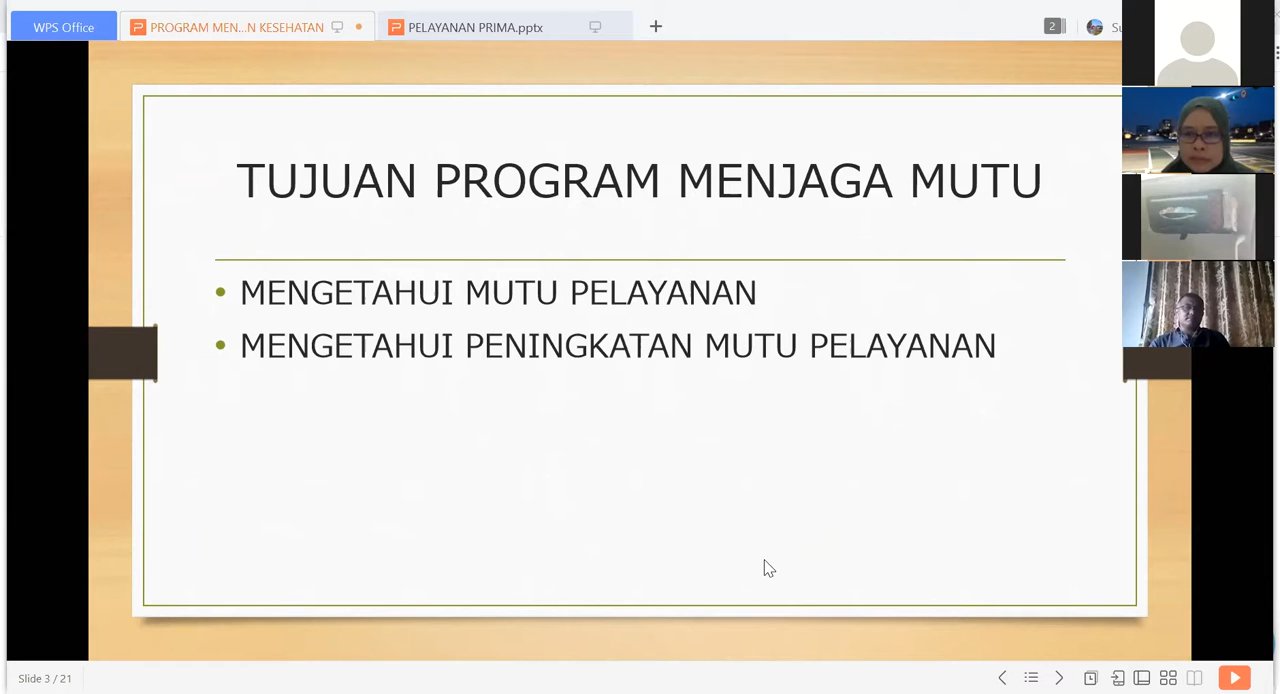 WPS Office
PROGRAM MEN...N KESEHATAN
PELAYANAN PRIMA.pptx
2
Su
TUJUAN PROGRAM MENJAGA MUTU
• MENGETAHUI MUTU PELAYANAN
• MENGETAHUI PENINGKATAN MUTU PELAYANAN
Slide 3 / 21